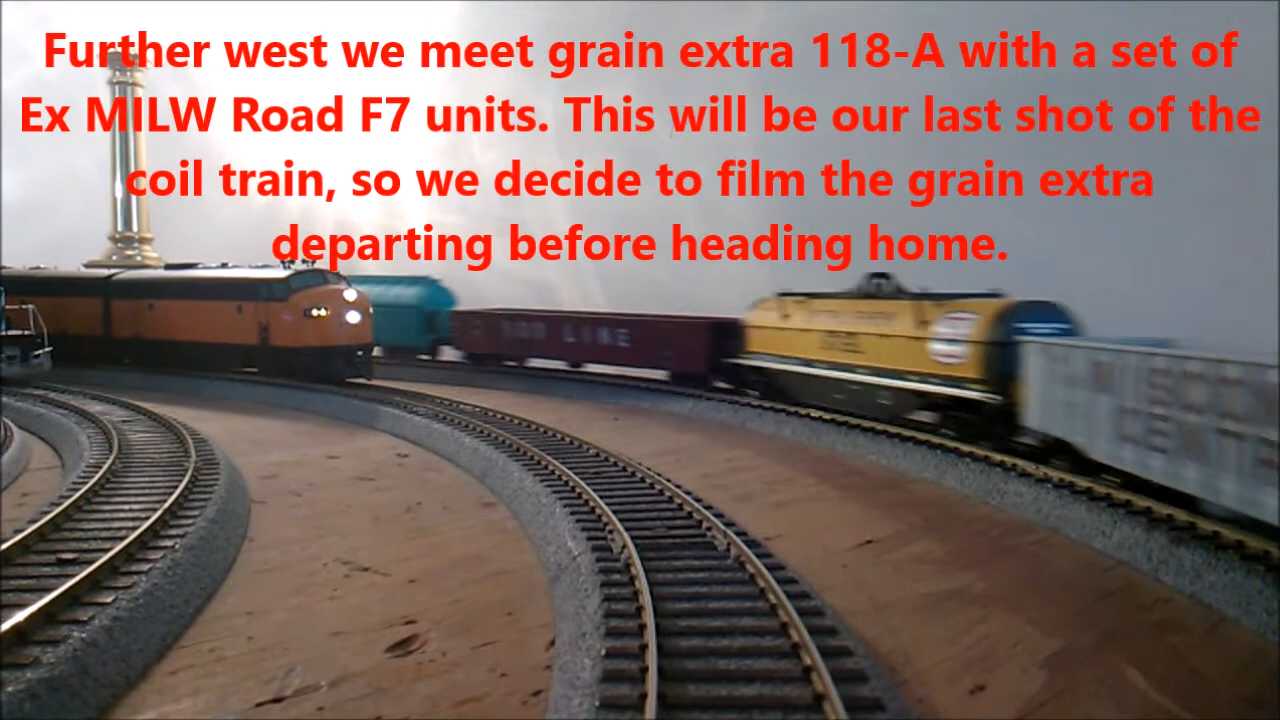 Further west we meet grain extra 118-A with a set of
Ex MILW Road F7 units. This will be our last shot of the
coil train, so we decide to film the grain extra
departing before heading home.
SOO LINE
WISCON
CENTR